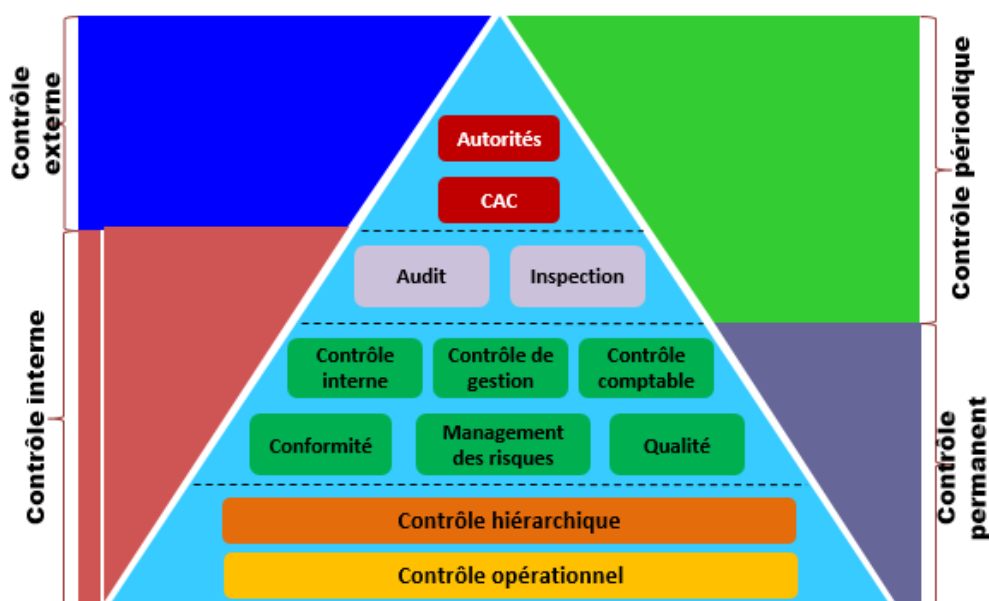 Contrôle
externe
Contrôle périodique
Autorités
CAC
Audit
Inspection
Contrôle interne
Contrôle
interne
Contrôle de
gestion
Contrôle
comptable
Contrôle
permanent
Conformité
Management
des risques
Qualité
Contrôle hiérarchique
Contrôle opérationnel